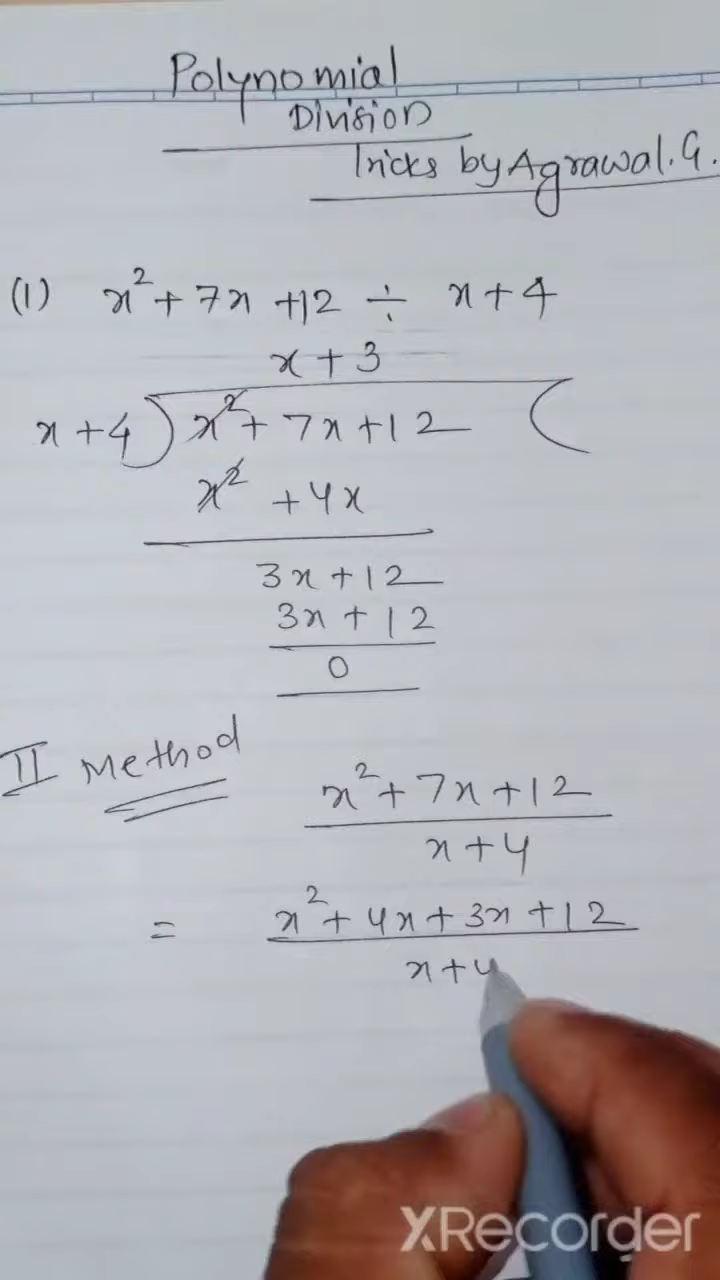 Polynomial
Division
Tricks by Agrawal.G.
(1) x² + 7x + 12 ÷ x + 4
x + 3
x + 4) x² + 7x + 12 (
x² + 4x
3x + 12
3x + 12
0
II Method
x² + 7x + 12
x + 4
= x² + 4x + 3x + 12
x + 4
XRecorder